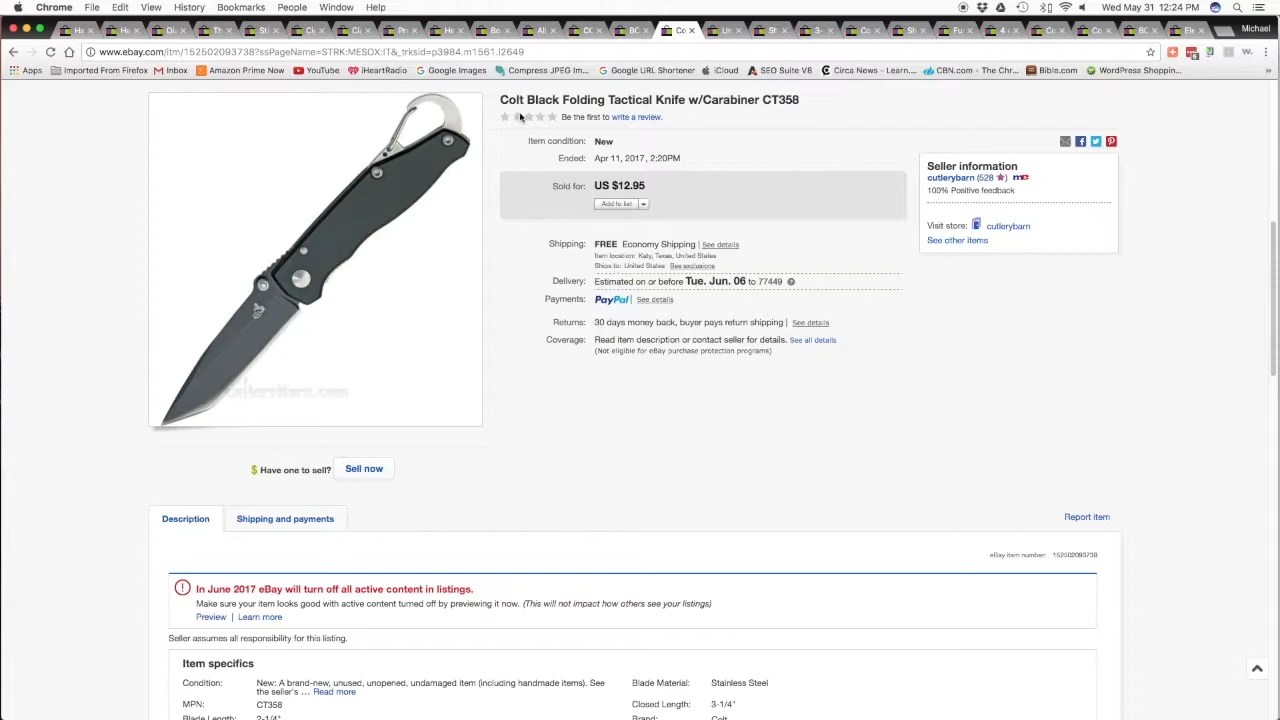 Chrome File Edit View History Bookmarks People Window Help
Wed May 31 12:24 PM
Michael
www.ebay.com/itm/152502093738?ssPageName=STRK:MESOX:IT&_trksid=p3984.m1561.l2649
Apps Imported From Firefox Inbox Amazon Prime Now YouTube iHeartRadio Google Images Compress JPEG Im... Google URL Shortener iCloud SEO Suite V8 Circa News - Learn.... CBN.com - The Chr... Bible.com WordPress Shoppin...
Colt Black Folding Tactical Knife w/Carabiner CT358
Be the first to write a review.
Item condition: New
Ended: Apr 11, 2017 , 2:20PM
Sold for: US $12.95
Add to list
Shipping: FREE Economy Shipping | See details
Item location: Katy, Texas, United States
Ships to: United States See exclusions
Delivery: Estimated on or before Tue. Jun. 06 to 77449
Payments: PayPal | See details
Returns: 30 days money back, buyer pays return shipping | See details
Coverage: Read item description or contact seller for details. See all details
(Not eligible for eBay purchase protection programs)
Seller information
cutlerybarn (528 ) me
100% Positive feedback
Visit store: cutlerybarn
See other items
$ Have one to sell? Sell now
Description Shipping and payments
Report item
eBay item number: 152502093738
In June 2017 eBay will turn off all active content in listings.
Make sure your item looks good with active content turned off by previewing it now. (This will not impact how others see your listings)
Preview | Learn more
Seller assumes all responsibility for this listing.
Item specifics
Condition: New: A brand-new, unused, unopened, undamaged item (including handmade items). See
the seller's ... Read more
Blade Material: Stainless Steel
MPN: CT358
Closed Length: 3-1/4"
Blade Length: 2-1/4"
Brand: Colt